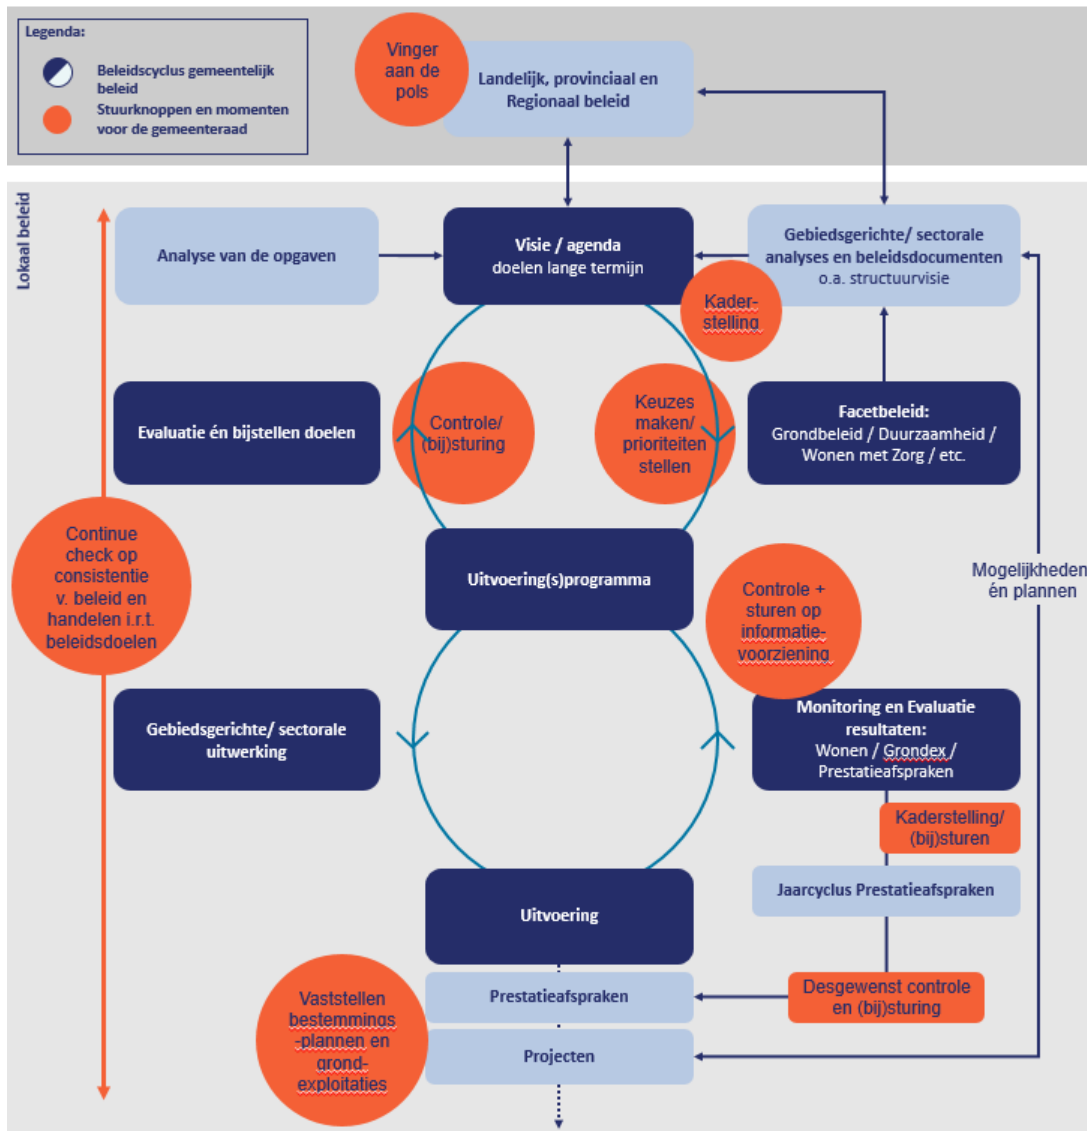 Legenda:
Beleidscyclus gemeentelijk
beleid
Stuurknoppen en momenten
voor de gemeenteraad
Vinger
aan de
pols
Landelijk, provinciaal en
Regionaal beleid
Lokaal beleid
Analyse van de opgaven
Visie / agenda
doelen lange termijn
Gebiedsgerichte/ sectorale
analyses en beleidsdocumenten
o.a. structuurvisie
Kader-
stelling
Evaluatie én bijstellen doelen
Controle/
(bij)sturing
Keuzes
maken/
prioriteiten
stellen
Facetbeleid:
Grondbeleid / Duurzaamheid /
Wonen met Zorg / etc.
Continue
check op
consistentie
v. beleid en
handelen i.r.t.
beleidsdoelen
Uitvoering(s)programma
Controle +
sturen op
informatie-
voorziening
Mogelijkheden
én plannen
Gebiedsgerichte/ sectorale
uitwerking
Monitoring en Evaluatie
resultaten:
Wonen / Grondex /
Prestatieafspraken
Kaderstelling/
(bij)sturen
Jaarcyclus Prestatieafspraken
Uitvoering
Vaststellen
bestemmings
-plannen en
grond-
exploitaties
Prestatieafspraken
Desgewenst controle
en (bij)sturing
Projecten